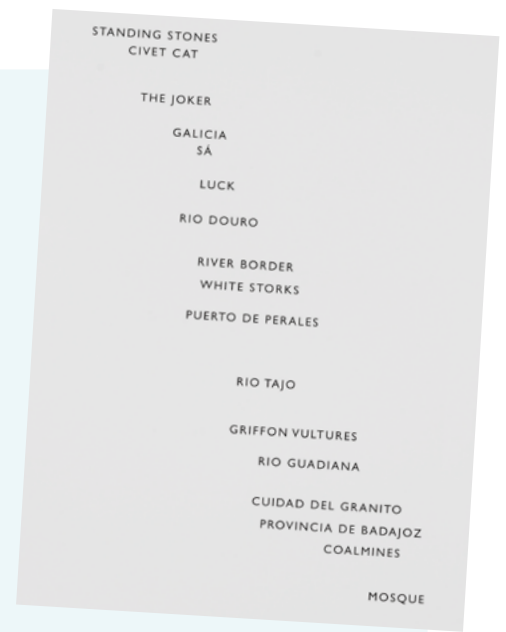 STANDING STONES
CIVET CAT
THE JOKER
GALICIA
SÁ
LUCK
RIO DOURO
RIVER BORDER
WHITE STORKS
PUERTO DE PERALES
RIO TAJO
GRIFFON VULTURES
RIO GUADIANA
CUIDAD DEL GRANITO
PROVINCIA DE BADAJOZ
COALMINES
MOSQUE